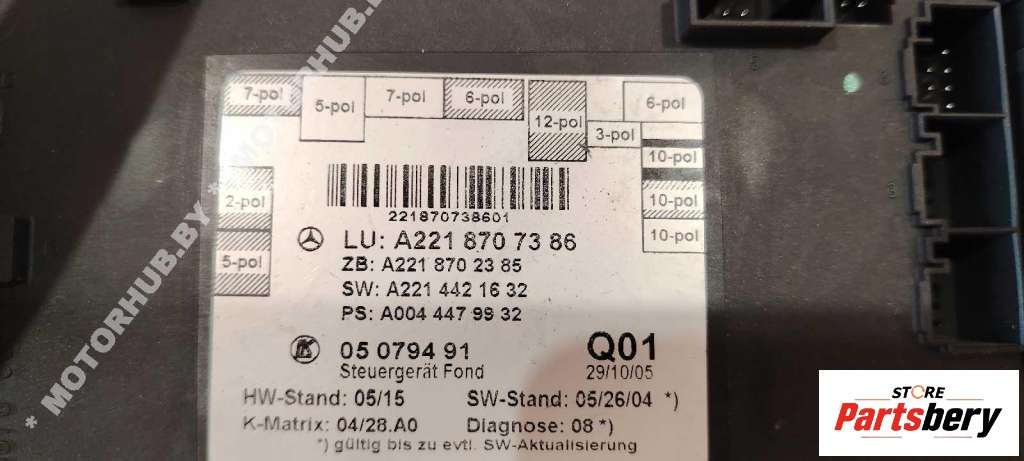 7-pol
5-pol
7-pol
6-pol
12-pol
3-pol
6-pol
10-pol
10-pol
10-pol
2-pol
5-pol
221870738601
LU: A221 870 73 86
ZB: A221 870 23 85
SW: A221 442 16 32
PS: A004 447 99 32
05 0794 91
Q01
Steuergerät Fond
29/10/05
HW-Stand: 05/15 SW-Stand: 05/26/04 *)
K-Matrix: 04/28.A0 Diagnose: 08 *)
*) gültig bis zu evtl. SW-Aktualisierung
* MOTORHUB.BY * MOTORHUB.BY
STORE
Partsbery